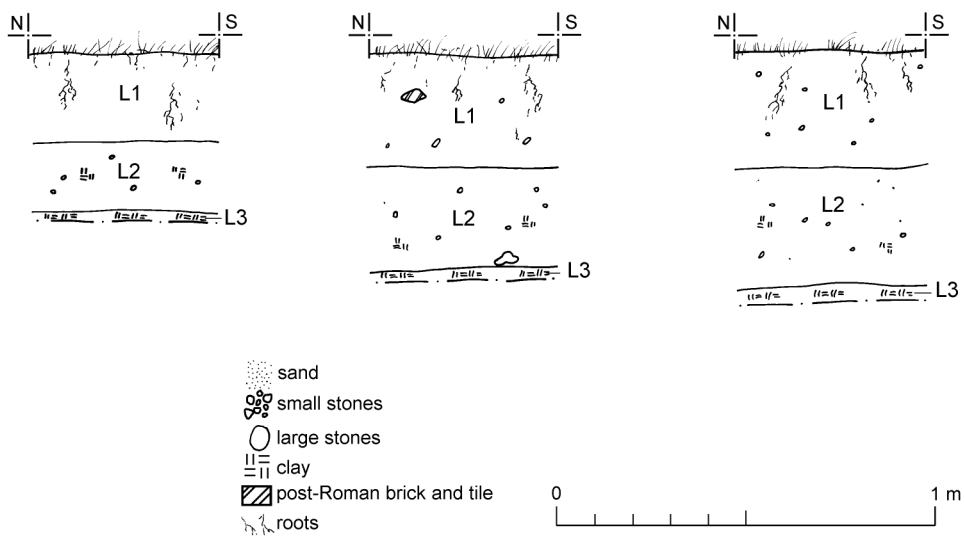 N S N S N S
L1 L1 L1
L2 L2 L2
L3 L3 L3
sand
small stones
large stones
clay
post-Roman brick and tile
roots
0 1 m